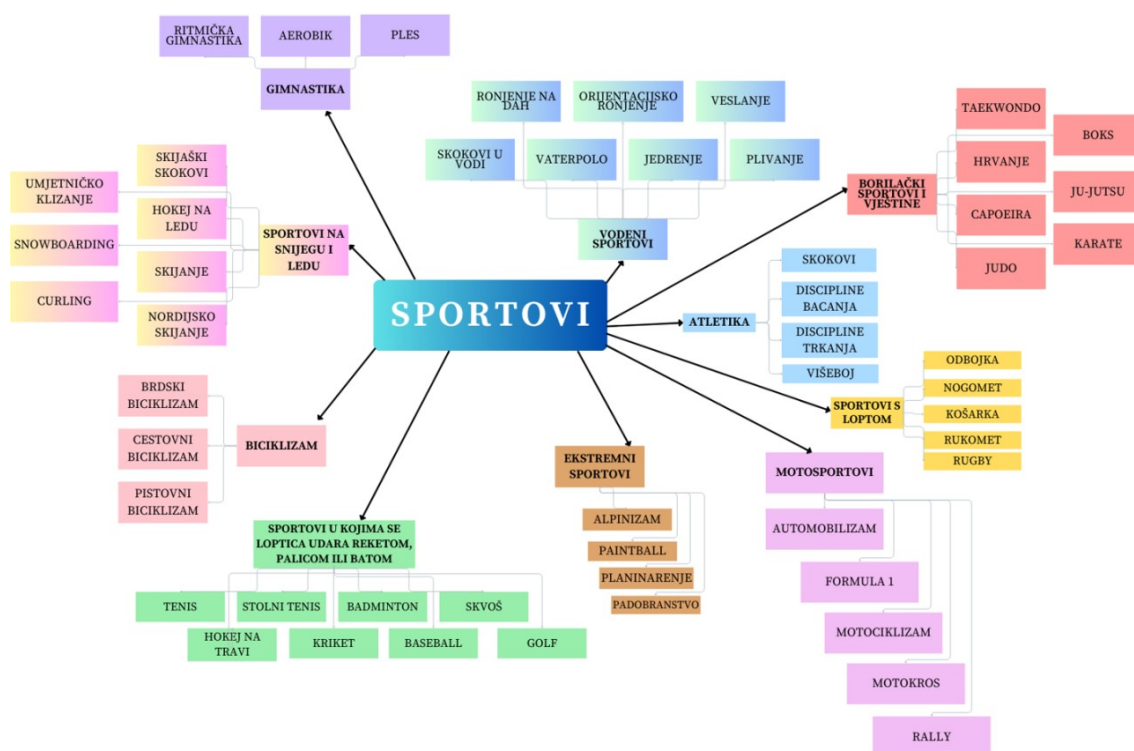 SPORTOVI
GIMNASTIKA
RITMIČKA
GIMNASTIKA
AEROBIK
PLES
VODENI
SPORTOVI
RONJENJE NA
DAH
ORIJENTACIJSKO
RONJENJE
VESLANJE
SKOKOVI U
VODI
VATERPOLO
JEDRENJE
PLIVANJE
BORILAČKI
SPORTOVI I
VJEŠTINE
TAEKWONDO
BOKS
HRVANJE
JU-JUTSU
CAPOEIRA
KARATE
JUDO
ATLETIKA
SKOKOVI
DISCIPLINE
BACANJA
DISCIPLINE
TRKANJA
VIŠEBOJ
SPORTOVI S
LOPTOM
ODBOJKA
NOGOMET
KOŠARKA
RUKOMET
RUGBY
MOTOSPORTOVI
AUTOMOBILIZAM
FORMULA 1
MOTOCIKLIZAM
MOTOKROS
RALLY
EKSTREMNI
SPORTOVI
ALPINIZAM
PAINTBALL
PLANINARENJE
PADOBRANSTVO
SPORTOVI U KOJIMA SE
LOPTICA UDARA REKETOM,
PALICOM ILI BATOM
TENIS
STOLNI TENIS
BADMINTON
SKVOŠ
HOKEJ NA
TRAVI
KRIKET
BASEBALL
GOLF
BICIKLIZAM
BRDSKI
BICIKLIZAM
CESTOVNI
BICIKLIZAM
PISTOVNI
BICIKLIZAM
SPORTOVI NA
SNIJEGU I
LEDU
SKIJAŠKI
SKOKOVI
UMJETNIČKO
KLIZANJE
HOKEJ NA
LEDU
SNOWBOARDING
SKIJANJE
CURLING
NORDIJSKO
SKIJANJE